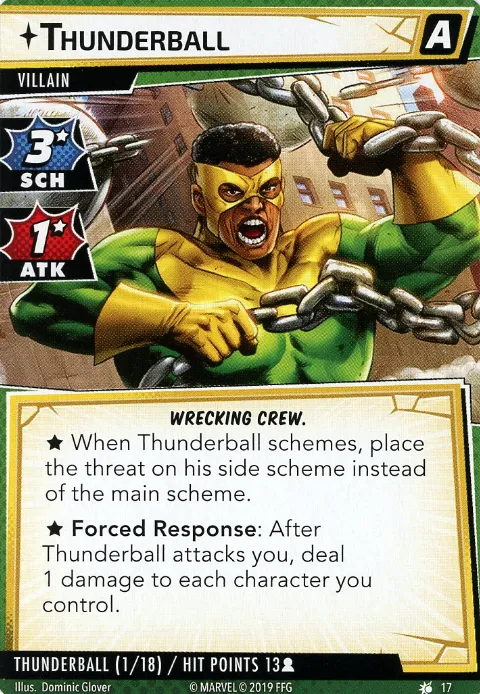 THUNDERBALL
A
VILLAIN
3★
SCH
1★
ATK
WRECKING CREW.
★ When Thunderball schemes, place
the threat on his side scheme instead
of the main scheme.
★ Forced Response: After
Thunderball attacks you, deal
1 damage to each character you
control.
THUNDERBALL (1/18) / HIT POINTS 13
Illus. Dominic Glover
© MARVEL © 2019 FFG
17